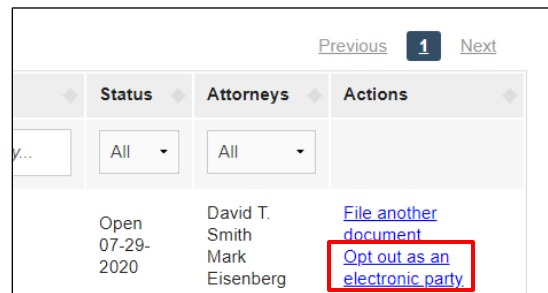 Previous 1 Next
Status Attorneys Actions
y... All All
Open
07-29-
2020
David T.
Smith
Mark
Eisenberg
File another
document
Opt out as an
electronic party